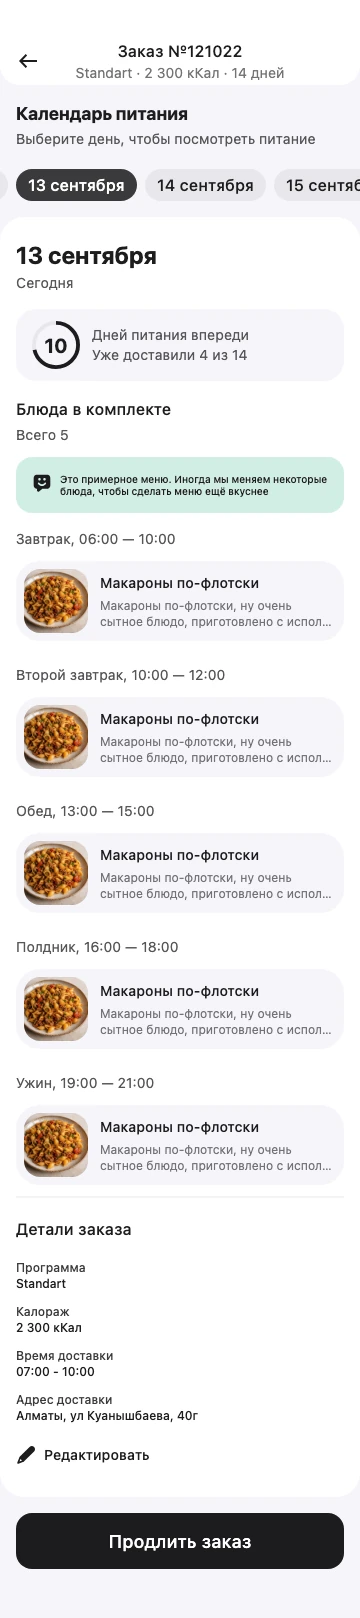 Заказ №121022
Standart · 2 300 кКал · 14 дней
Календарь питания
Выберите день, чтобы посмотреть питание
13 сентября
14 сентября
15 сентяб
13 сентября
Сегодня
10
Дней питания впереди
Уже доставили 4 из 14
Блюда в комплекте
Всего 5
Это примерное меню. Иногда мы меняем некоторые
блюда, чтобы сделать меню ещё вкуснее
Завтрак, 06:00 — 10:00
Макароны по-флотски
Макароны по-флотски, ну очень
сытное блюдо, приготовлено с испол...
Второй завтрак, 10:00 — 12:00
Макароны по-флотски
Макароны по-флотски, ну очень
сытное блюдо, приготовлено с испол...
Обед, 13:00 — 15:00
Макароны по-флотски
Макароны по-флотски, ну очень
сытное блюдо, приготовлено с испол...
Полдник, 16:00 — 18:00
Макароны по-флотски
Макароны по-флотски, ну очень
сытное блюдо, приготовлено с испол...
Ужин, 19:00 — 21:00
Макароны по-флотски
Макароны по-флотски, ну очень
сытное блюдо, приготовлено с испол...
Детали заказа
Программа
Standart
Калораж
2 300 кКал
Время доставки
07:00 - 10:00
Адрес доставки
Алматы, ул Куанышбаева, 40г
Редактировать
Продлить заказ